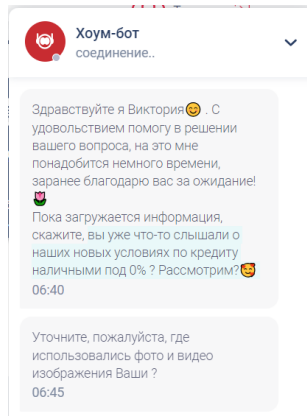 Хоум-бот
соединение..
Здравствуйте я Виктория😊 . С
удовольствием помогу в решении
вашего вопроса, на это мне
понадобится немного времени,
заранее благодарю вас за ожидание!
🌷
Пока загружается информация,
скажите, вы уже что-то слышали о
наших новых условиях по кредиту
наличными под 0% ? Рассмотрим?🥰
06:40
Уточните, пожалуйста, где
использовались фото и видео
изображения Ваши ?
06:45